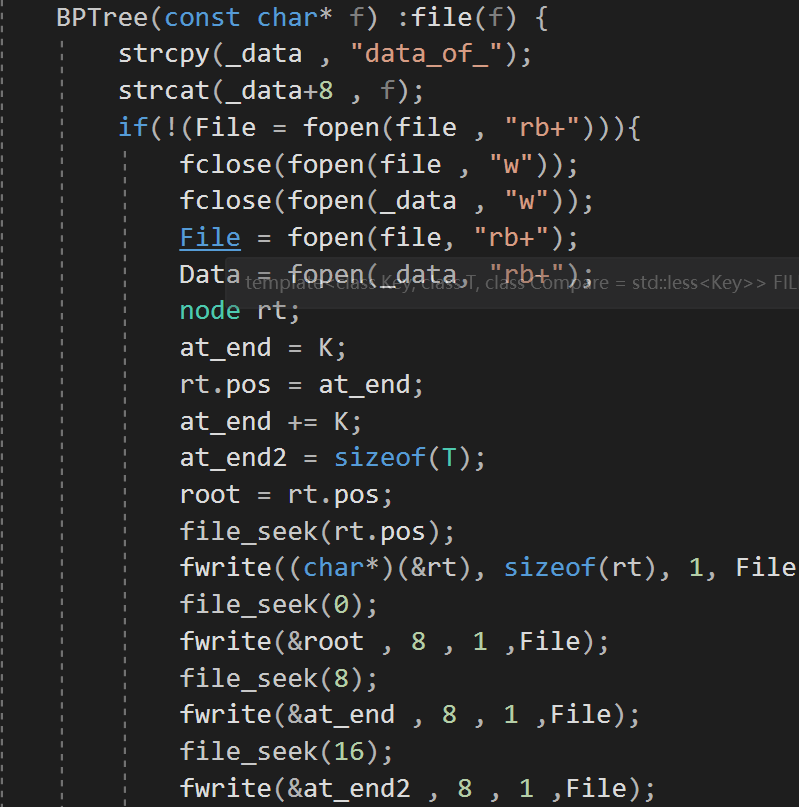 BPTree(const char* f) :file(f) {
strcpy(_data , "data_of_");
strcat(_data+8 , f);
if(!(File = fopen(file , "rb+"))){
fclose(fopen(file , "w"));
fclose(fopen(_data , "w"));
File = fopen(file, "rb+");
Data = fopen(_data, "rb+");
template<class Key, class T, class Compare = std::less<Key>> FIL
node rt;
at_end = K;
rt.pos = at_end;
at_end += K;
at_end2 = sizeof(T);
root = rt.pos;
file_seek(rt.pos);
fwrite((char*)(&rt), sizeof(rt), 1, File
file_seek(0);
fwrite(&root , 8 , 1 ,File);
file_seek(8);
fwrite(&at_end , 8 , 1 ,File);
file_seek(16);
fwrite(&at_end2 , 8 , 1 ,File);